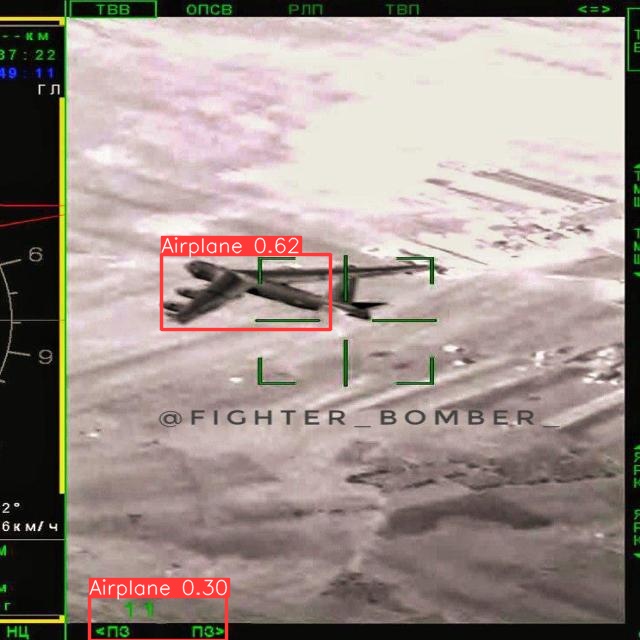 ТВВ ОПСВ РЛП ТВП <=>
--КМ
37:22
49:11
ГЛ
6
Airplane 0.62
9
@FIGHTER_BOMBER_
2°
6КМ/Ч
М
М
Г
Airplane 0.30
11
НЦ <ПЗ ПЗ>